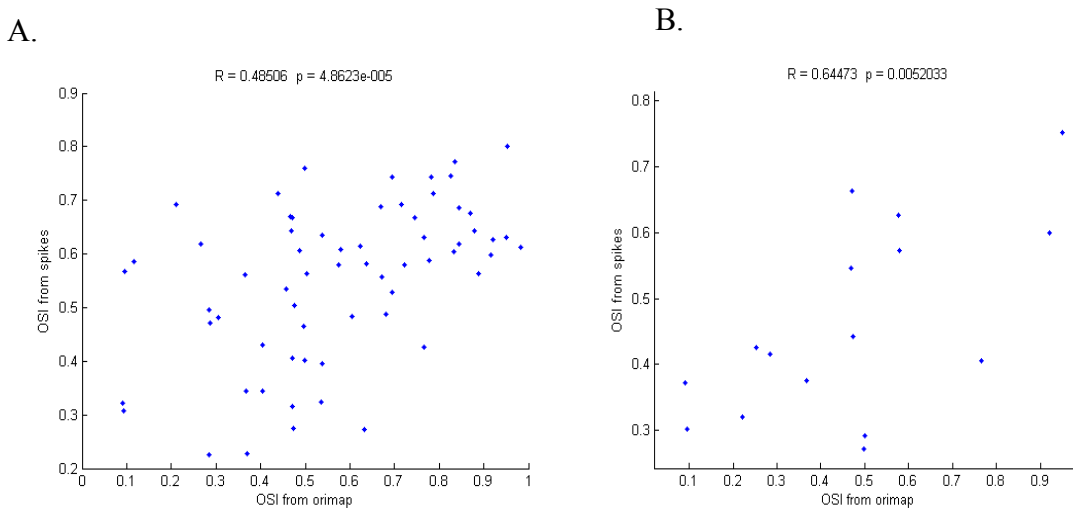 A.
R = 0.48506 p = 4.8623e-005
OSI from spikes
0.9
0.8
0.7
0.6
0.5
0.4
0.3
0.2
0 0.1 0.2 0.3 0.4 0.5 0.6 0.7 0.8 0.9 1
OSI from orimap
B.
R = 0.64473 p = 0.0052033
OSI from spikes
0.8
0.7
0.6
0.5
0.4
0.3
0.1 0.2 0.3 0.4 0.5 0.6 0.7 0.8 0.9
OSI from orimap